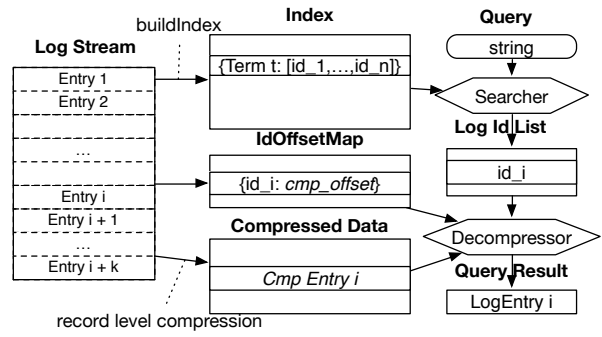 Log Stream
Entry 1
Entry 2
...
Entry i
Entry i + 1
...
Entry i + k
buildIndex
record level compression
Index
{Term t: [id_1,...,id_n]}
IdOffsetMap
{id_i: cmp_offset}
Compressed Data
Cmp Entry i
Query
string
Searcher
Log Id List
id_i
Decompressor
Query Result
LogEntry i